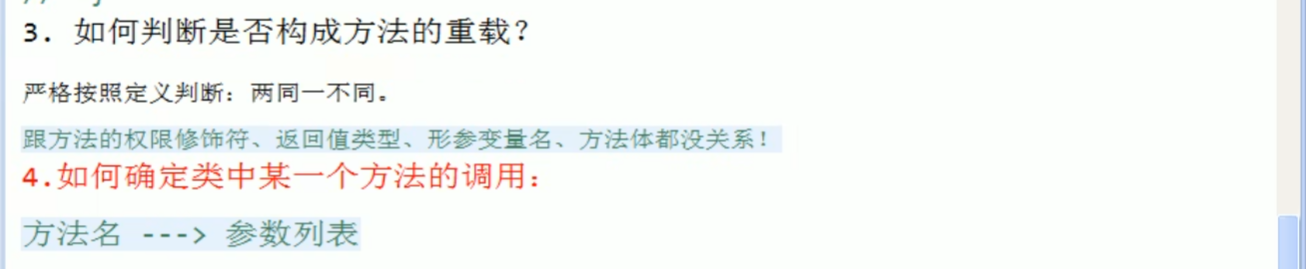 3. 如何判断是否构成方法的重载？
严格按照定义判断：两同一不同。
跟方法的权限修饰符、返回值类型、形参变量名、方法体都没关系！
4.如何确定类中某一个方法的调用：
方法名 ---> 参数列表